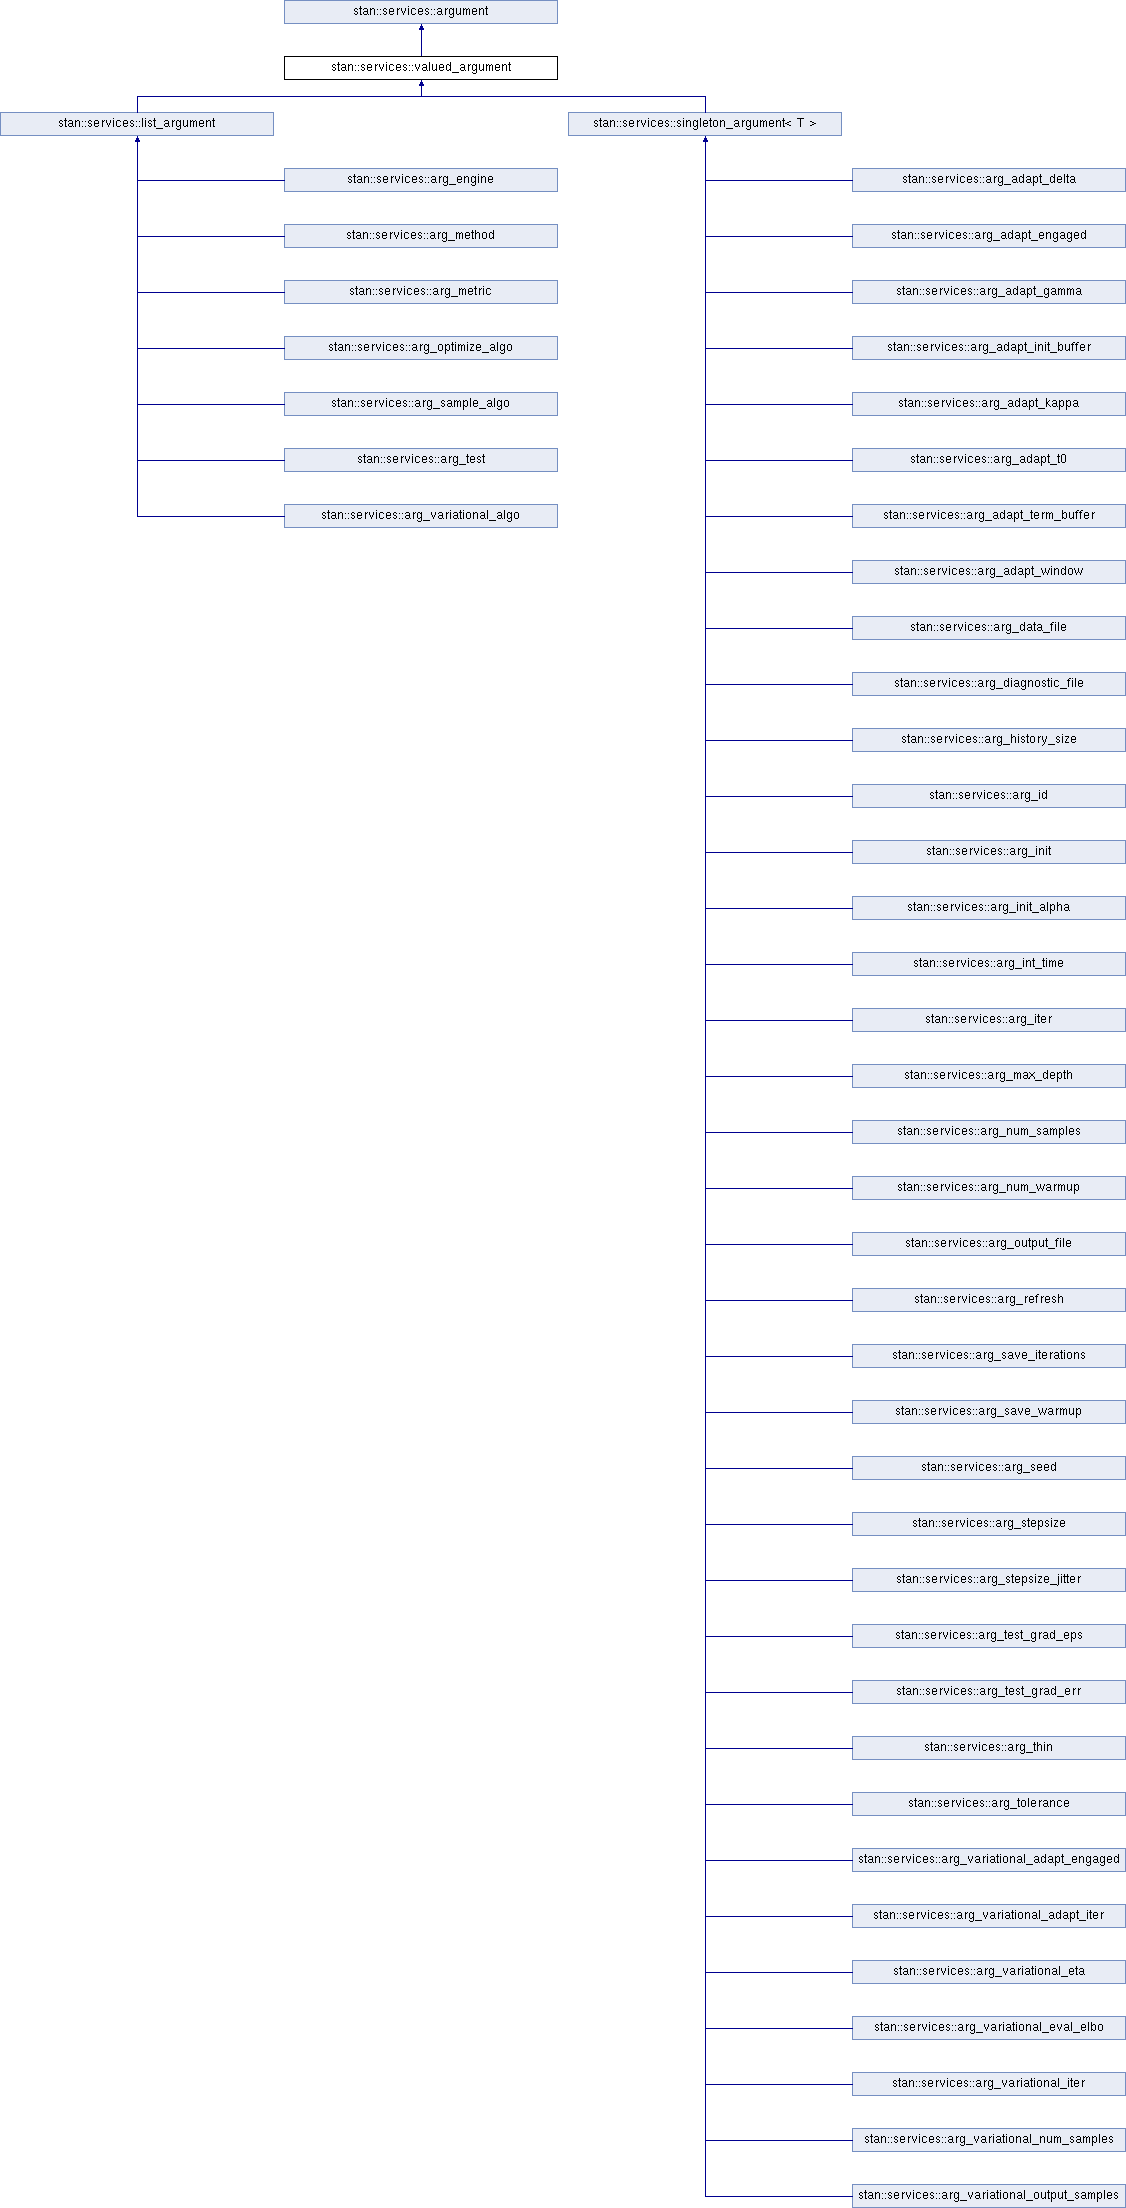 stan::services::argument
stan::services::valued_argument
stan::services::list_argument
stan::services::singleton_argument< T >
stan::services::arg_engine
stan::services::arg_adapt_delta
stan::services::arg_method
stan::services::arg_adapt_engaged
stan::services::arg_metric
stan::services::arg_adapt_gamma
stan::services::arg_optimize_algo
stan::services::arg_adapt_init_buffer
stan::services::arg_sample_algo
stan::services::arg_adapt_kappa
stan::services::arg_test
stan::services::arg_adapt_t0
stan::services::arg_variational_algo
stan::services::arg_adapt_term_buffer
stan::services::arg_adapt_window
stan::services::arg_data_file
stan::services::arg_diagnostic_file
stan::services::arg_history_size
stan::services::arg_id
stan::services::arg_init
stan::services::arg_init_alpha
stan::services::arg_int_time
stan::services::arg_iter
stan::services::arg_max_depth
stan::services::arg_num_samples
stan::services::arg_num_warmup
stan::services::arg_output_file
stan::services::arg_refresh
stan::services::arg_save_iterations
stan::services::arg_save_warmup
stan::services::arg_seed
stan::services::arg_stepsize
stan::services::arg_stepsize_jitter
stan::services::arg_test_grad_eps
stan::services::arg_test_grad_err
stan::services::arg_thin
stan::services::arg_tolerance
stan::services::arg_variational_adapt_engaged
stan::services::arg_variational_adapt_iter
stan::services::arg_variational_eta
stan::services::arg_variational_eval_elbo
stan::services::arg_variational_iter
stan::services::arg_variational_num_samples
stan::services::arg_variational_output_samples